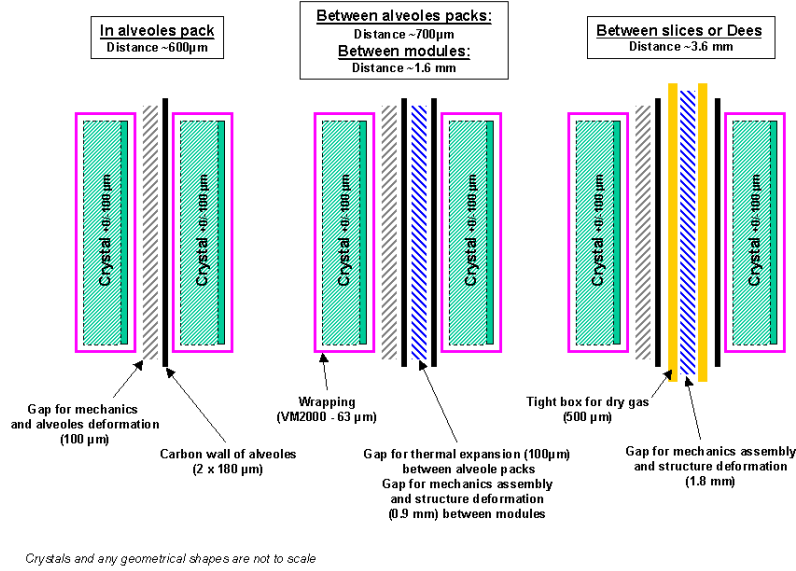 In alveoles pack
Distance ~600µm
Between alveoles packs:
Distance ~700µm
Between modules:
Distance ~1.6 mm
Between slices or Dees
Distance ~3.6 mm
Crystal +0/-100 µm
Crystal +0/-100 µm
Crystal +0/-100 µm
Crystal +0/-100 µm
Crystal +0/-100 µm
Crystal +0/-100 µm
Gap for mechanics
and alveoles deformation
(100 µm)
Carbon wall of alveoles
(2 x 180 µm)
Wrapping
(VM2000 - 63 µm)
Gap for thermal expansion (100µm)
between alveole packs
Gap for mechanics assembly
and structure deformation
(0.9 mm) between modules
Tight box for dry gas
(500 µm)
Gap for mechanics assembly
and structure deformation
(1.8 mm)
Crystals and any geometrical shapes are not to scale